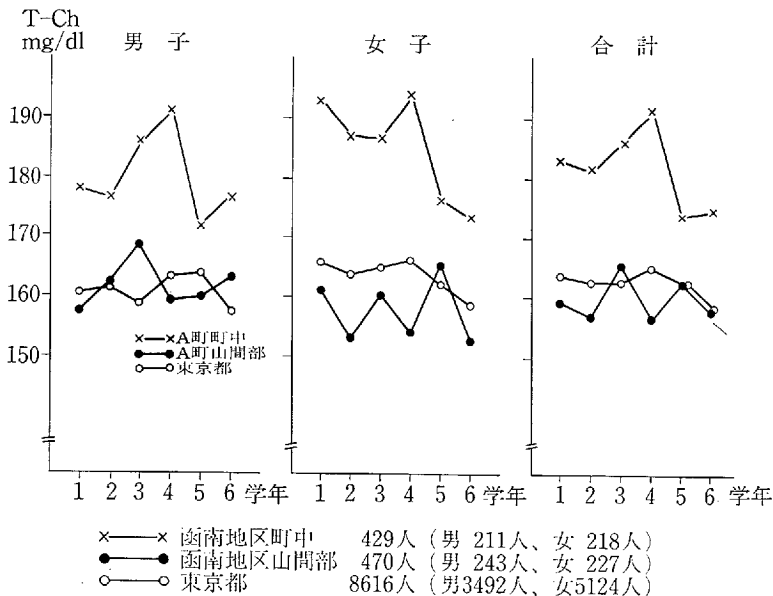 T-Ch
mg/dl 男子 女子 合計
190
180
170
160
150
×—×A町町中
●—●A町山間部
○—○東京都
1 2 3 4 5 6 学年 1 2 3 4 5 6 学年 1 2 3 4 5 6 学年
×——× 函南地区町中 429人（男 211人、女 218人）
●——● 函南地区山間部 470人（男 243人、女 227人）
○——○ 東京都 8616人（男3492人、女5124人）